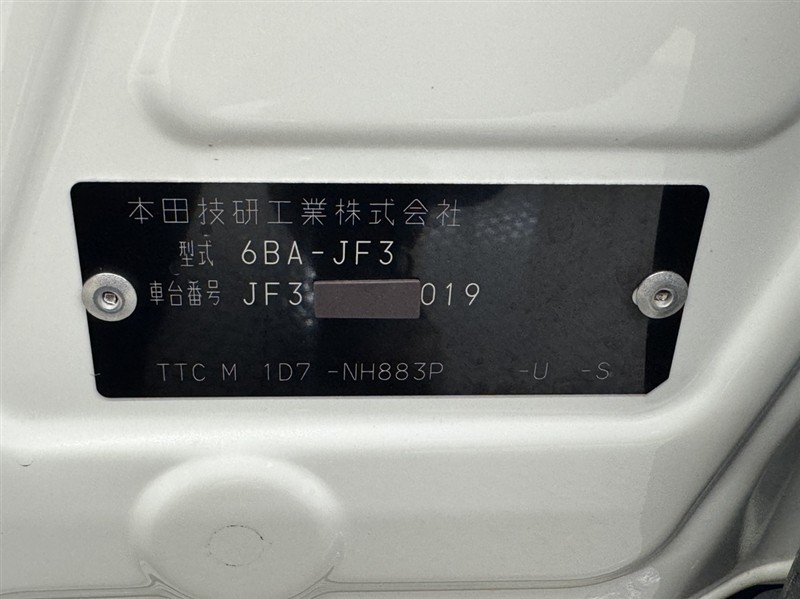 本田技研工業株式会社
型式 6BA-JF3
車台番号 JF3 019
TTC M 1D7 -NH883P -U -S